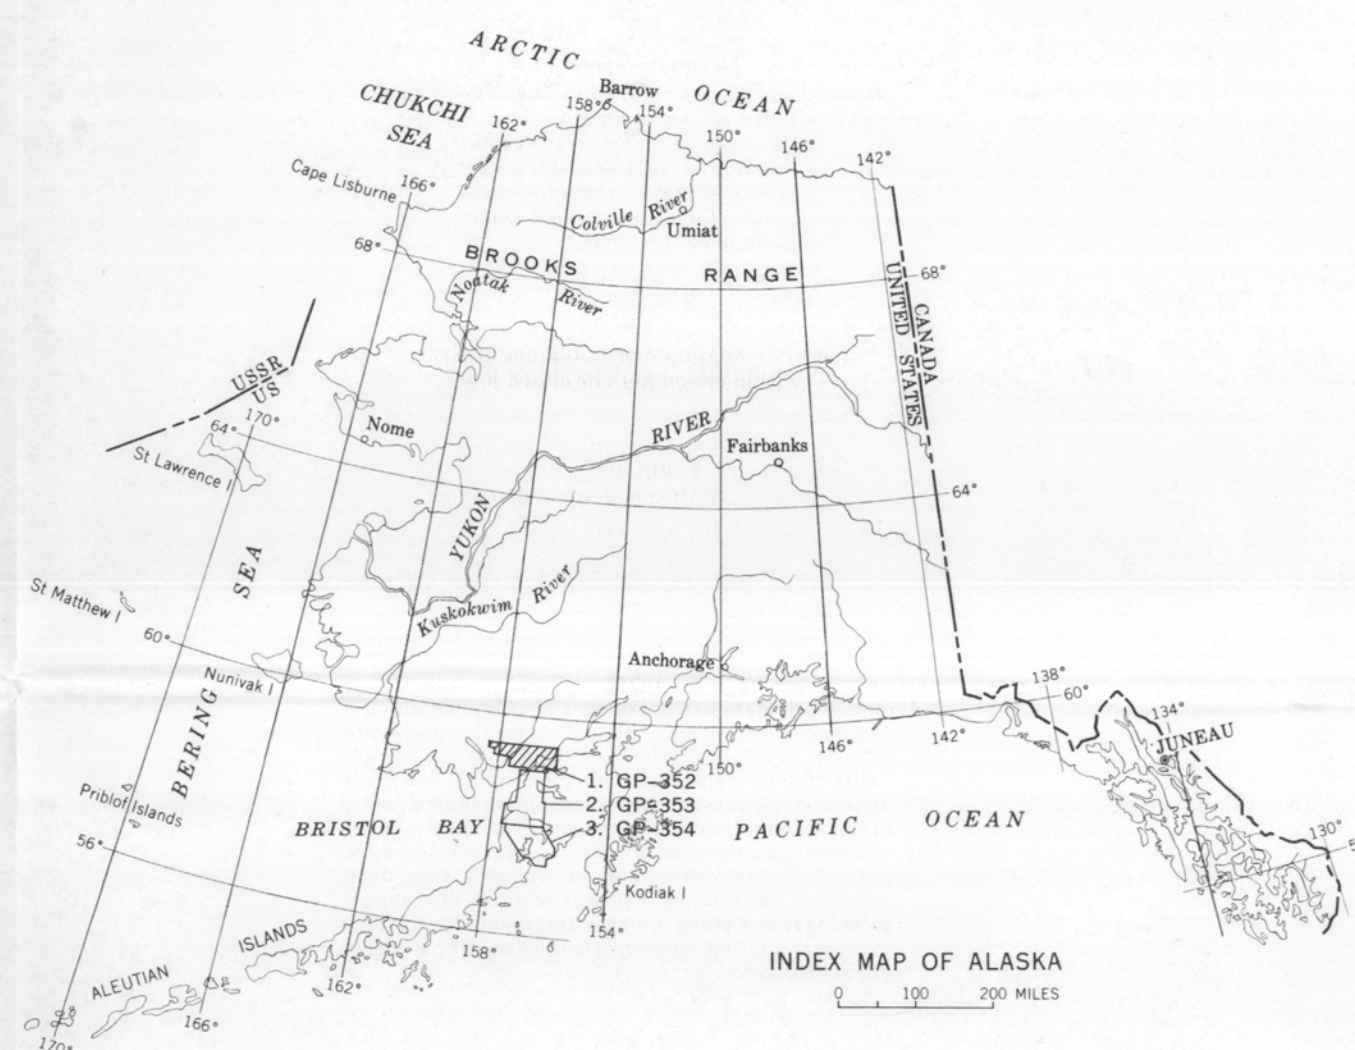 ARCTIC OCEAN
CHUKCHI
SEA
Barrow
162°
158°
154°
150°
146°
142°
Cape Lisburne
166°
Colville River
Umiat
68°
BROOKS RANGE
68°
Noatak River
UNITED STATES
CANADA
USSR
US
170°
64°
Nome
St Lawrence I
YUKON RIVER
Fairbanks
64°
BERING SEA
St Matthew I
60°
Kuskokwim River
Nunivak I
Anchorage
138°
60°
134°
JUNEAU
146°
142°
150°
1. GP-352
2. GP-353
3. GP-354
Priblof Islands
BRISTOL BAY
PACIFIC OCEAN
130°
56°
Kodiak I
ALEUTIAN ISLANDS
154°
158°
162°
166°
170°
INDEX MAP OF ALASKA
0 100 200 MILES